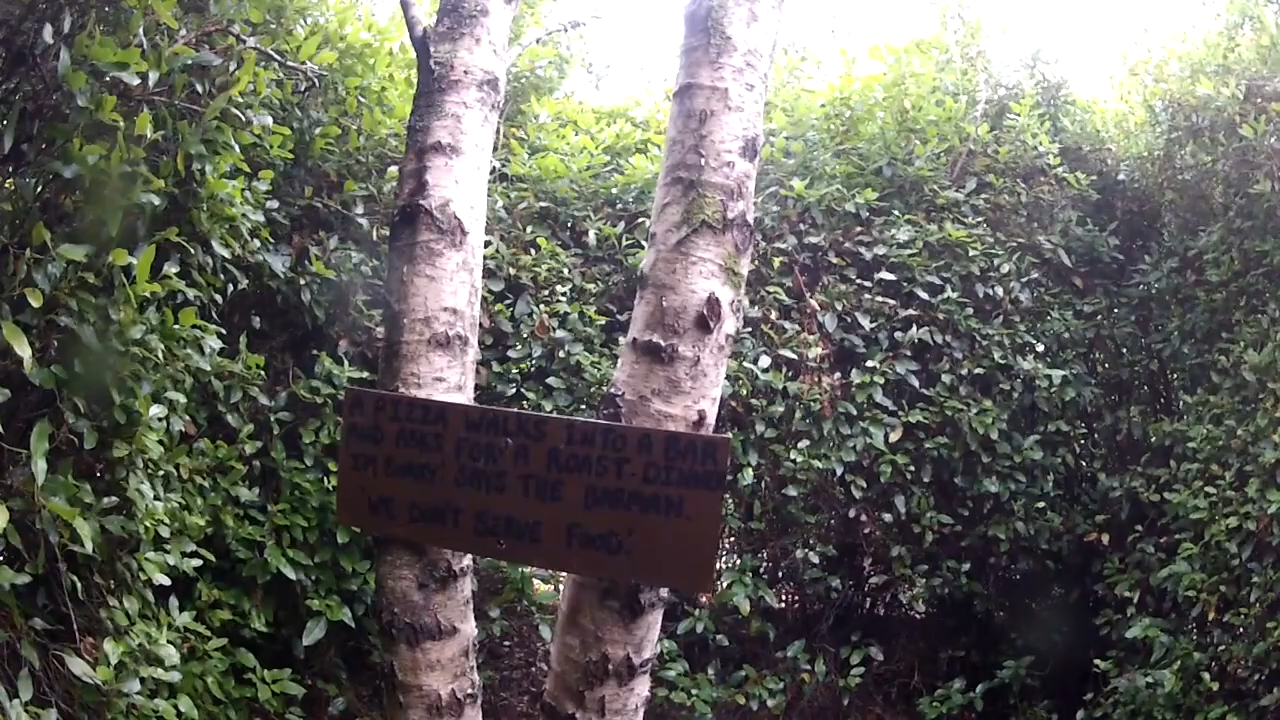 A PIZZA WALKS INTO A BAR
AND ASKS FOR A ROAST-DINNER
I'M SORRY' SAYS THE BARMAN.
'WE DON'T SERVE FOOD.'